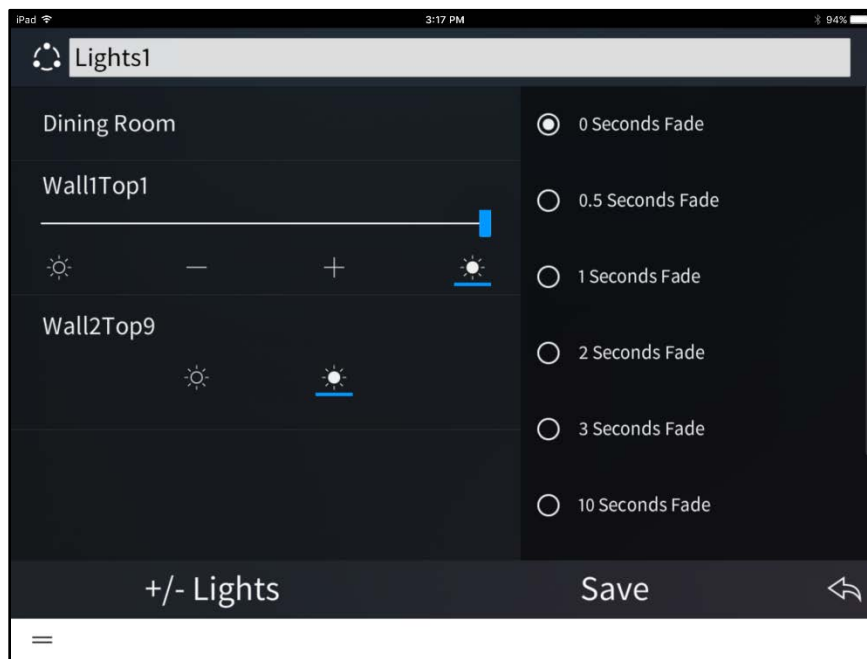 iPad 3:17 PM 94%
Lights1
Dining Room
Wall1Top1
Wall2Top9
0 Seconds Fade
0.5 Seconds Fade
1 Seconds Fade
2 Seconds Fade
3 Seconds Fade
10 Seconds Fade
+/- Lights
Save